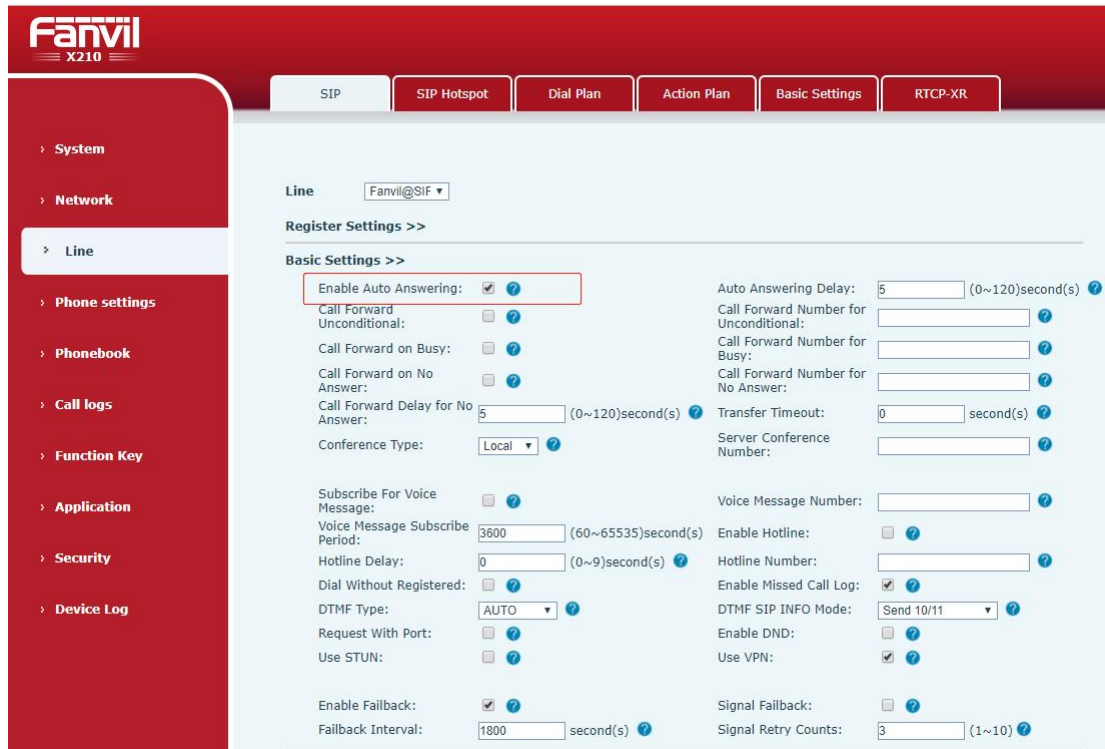 Fanvil
X210
SIP SIP Hotspot Dial Plan Action Plan Basic Settings RTCP-XR
› System
› Network
› Line
› Phone settings
› Phonebook
› Call logs
› Function Key
› Application
› Security
› Device Log
Line Fanvil@SIF ▾
Register Settings >>
Basic Settings >>
Enable Auto Answering: ? Auto Answering Delay: 5 (0~120)second(s) ?
Call Forward Unconditional: ? Call Forward Number for Unconditional: ?
Call Forward on Busy: ? Call Forward Number for Busy: ?
Call Forward on No Answer: ? Call Forward Number for No Answer: ?
Call Forward Delay for No Answer: 5 (0~120)second(s) ? Transfer Timeout: 0 second(s) ?
Conference Type: Local ▾ ? Server Conference Number: ?
Subscribe For Voice Message: ? Voice Message Number: ?
Voice Message Subscribe Period: 3600 (60~65535)second(s) Enable Hotline: ?
Hotline Delay: 0 (0~9)second(s) ? Hotline Number: ?
Dial Without Registered: ? Enable Missed Call Log: ?
DTMF Type: AUTO ▾ ? DTMF SIP INFO Mode: Send 10/11 ▾ ?
Request With Port: ? Enable DND: ?
Use STUN: ? Use VPN: ?
Enable Failback: ? Signal Failback: ?
Failback Interval: 1800 second(s) ? Signal Retry Counts: 3 (1~10) ?